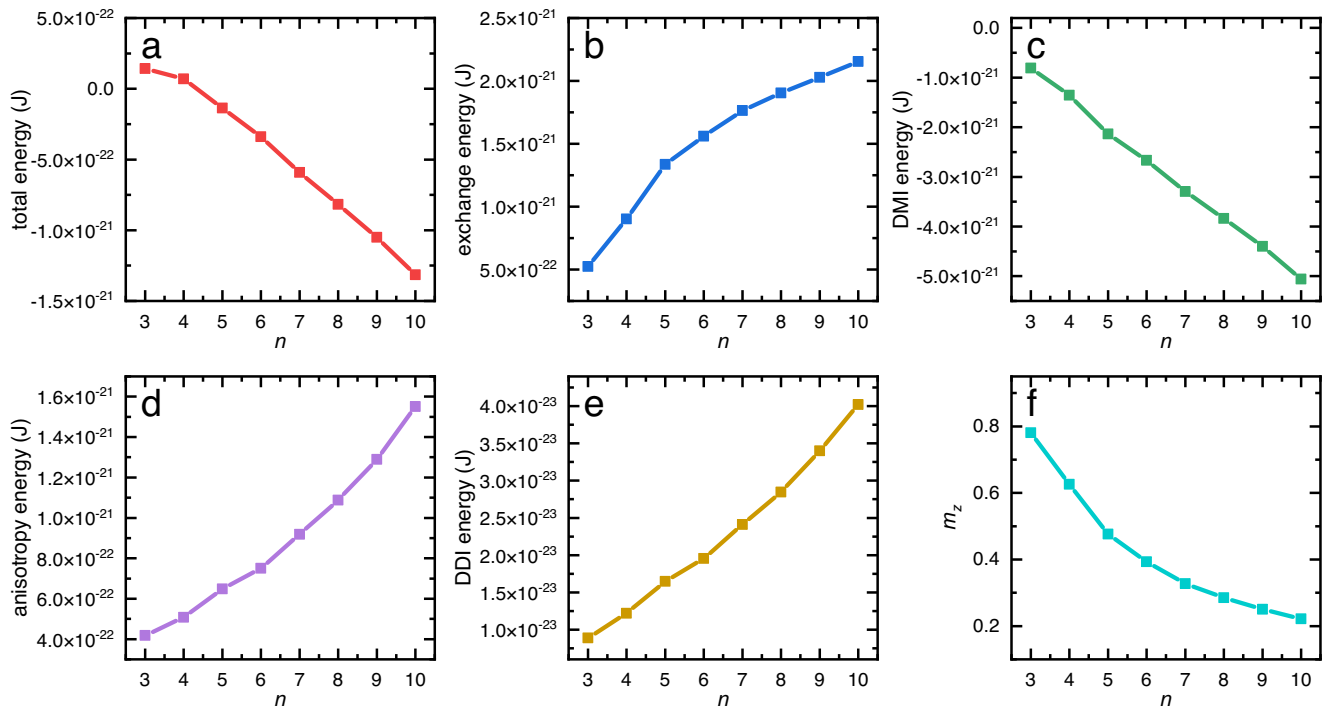 a
total energy (J)
5.0×10⁻²²
0.0
-5.0×10⁻²²
-1.0×10⁻²¹
-1.5×10⁻²¹
3 4 5 6 7 8 9 10
n
b
exchange energy (J)
2.5×10⁻²¹
2.0×10⁻²¹
1.5×10⁻²¹
1.0×10⁻²¹
5.0×10⁻²²
3 4 5 6 7 8 9 10
n
c
DMI energy (J)
0.0
-1.0×10⁻²¹
-2.0×10⁻²¹
-3.0×10⁻²¹
-4.0×10⁻²¹
-5.0×10⁻²¹
3 4 5 6 7 8 9 10
n
d
anisotropy energy (J)
1.6×10⁻²¹
1.4×10⁻²¹
1.2×10⁻²¹
1.0×10⁻²¹
8.0×10⁻²²
6.0×10⁻²²
4.0×10⁻²²
3 4 5 6 7 8 9 10
n
e
DDI energy (J)
4.0×10⁻²³
3.5×10⁻²³
3.0×10⁻²³
2.5×10⁻²³
2.0×10⁻²³
1.5×10⁻²³
1.0×10⁻²³
3 4 5 6 7 8 9 10
n
f
m_z
0.8
0.6
0.4
0.2
3 4 5 6 7 8 9 10
n